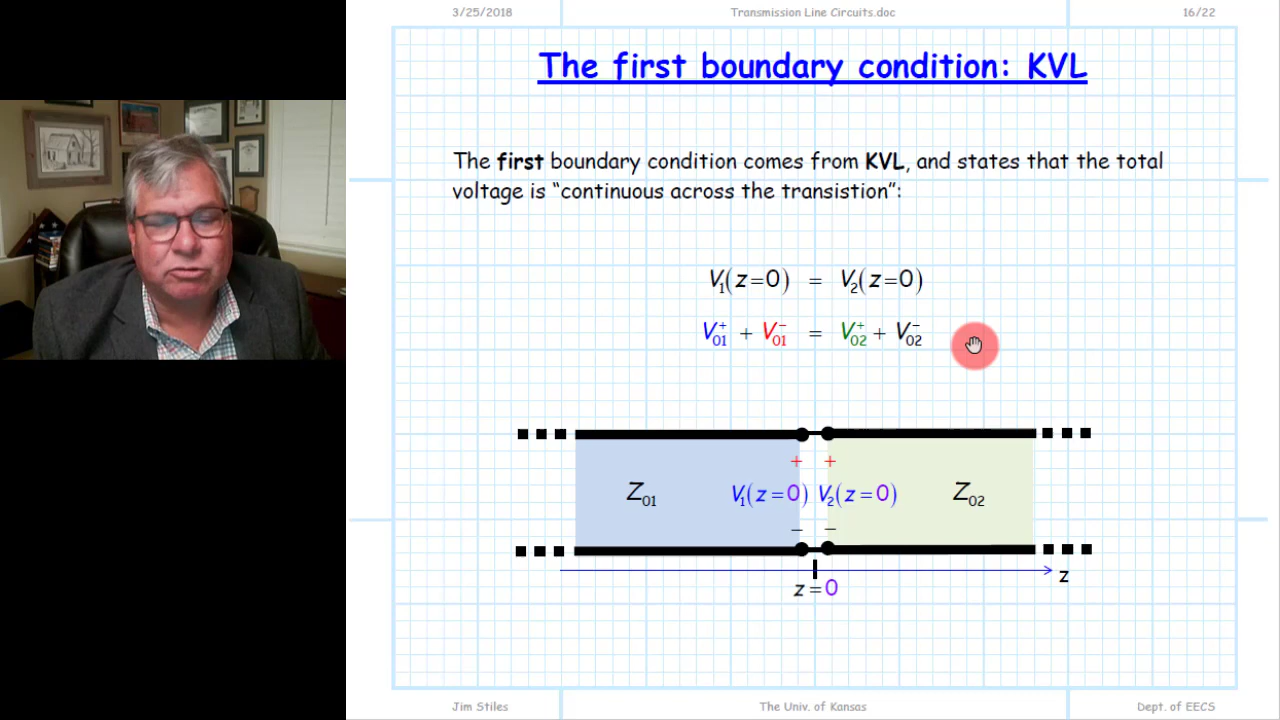 3/25/2018 Transmission Line Circuits.doc 16/22
The first boundary condition: KVL
The first boundary condition comes from KVL, and states that the total
voltage is “continuous across the transistion”:
V₁(z=0) = V₂(z=0)
V₀₁⁺ + V₀₁⁻ = V₀₂⁺ + V₀₂⁻
+ +
Z₀₁ V₁(z=0) V₂(z=0) Z₀₂
− −
z
z=0
Jim Stiles The Univ. of Kansas Dept. of EECS